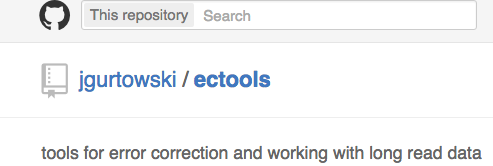 This repository Search
jgurtowski / ectools
tools for error correction and working with long read data